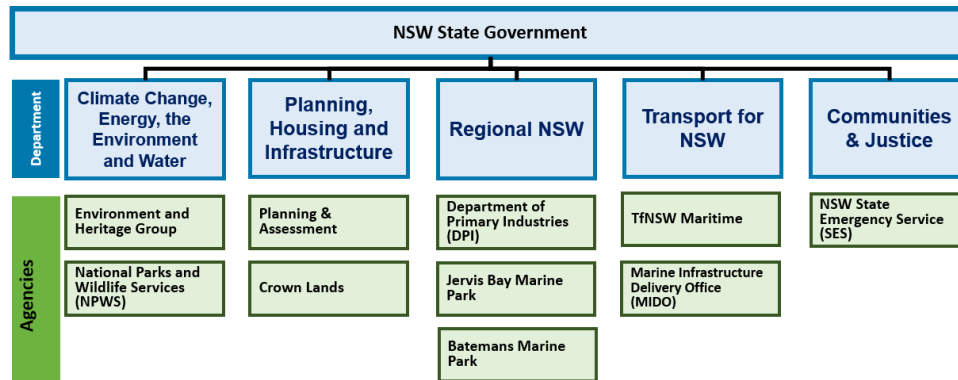 NSW State Government
Department
Climate Change,
Energy, the
Environment
and Water
Planning,
Housing and
Infrastructure
Regional NSW
Transport for
NSW
Communities
& Justice
Agencies
Environment and
Heritage Group
Planning &
Assessment
Department of
Primary Industries
(DPI)
TfNSW Maritime
NSW State
Emergency Service
(SES)
National Parks and
Wildlife Services
(NPWS)
Crown Lands
Jervis Bay Marine
Park
Marine Infrastructure
Delivery Office
(MIDO)
Batemans Marine
Park